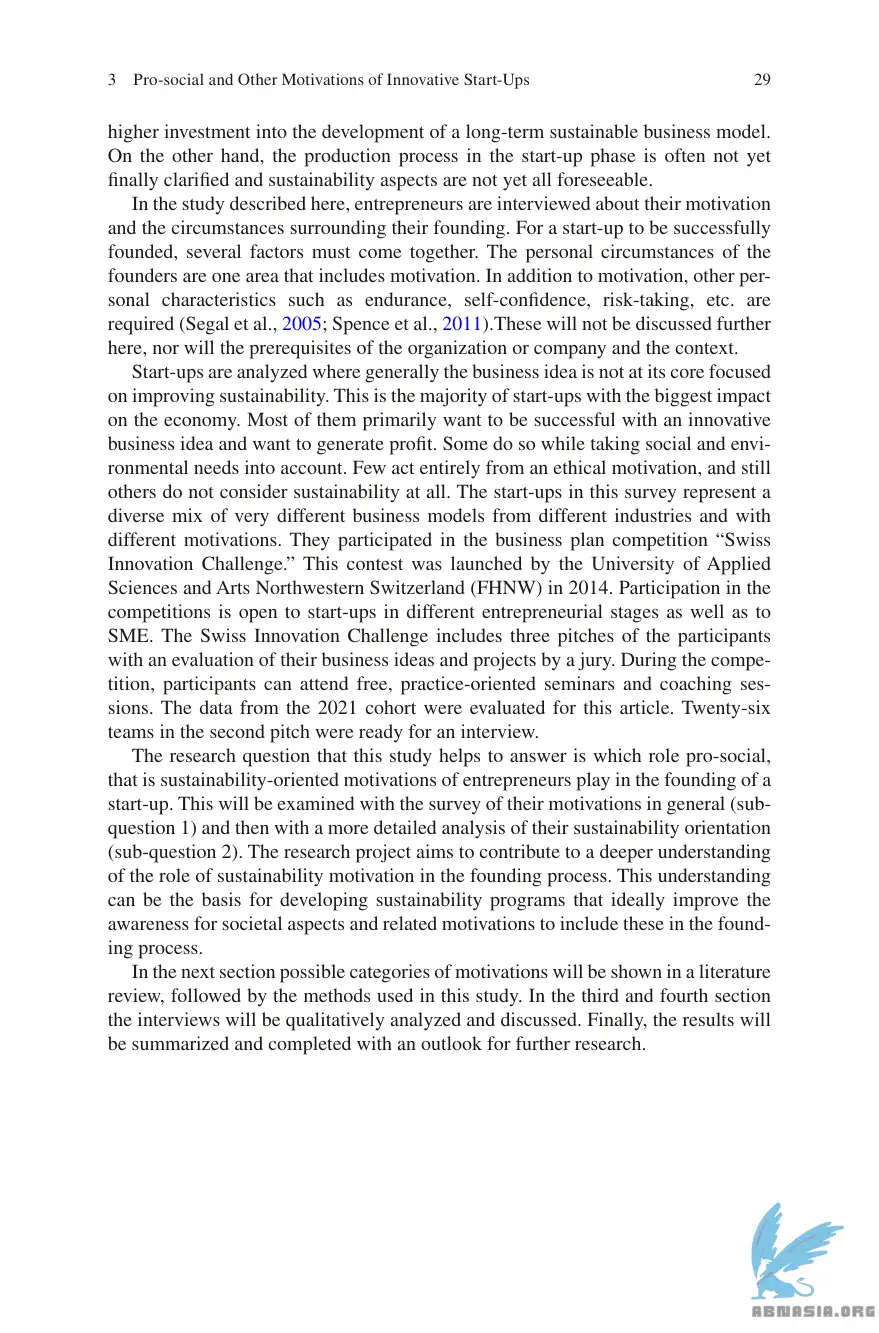 3 Pro-social and Other Motivations of Innovative Start-Ups 29
higher investment into the development of a long-term sustainable business model.
On the other hand, the production process in the start-up phase is often not yet
finally clarified and sustainability aspects are not yet all foreseeable.
In the study described here, entrepreneurs are interviewed about their motivation
and the circumstances surrounding their founding. For a start-up to be successfully
founded, several factors must come together. The personal circumstances of the
founders are one area that includes motivation. In addition to motivation, other per-
sonal characteristics such as endurance, self-confidence, risk-taking, etc. are
required (Segal et al., 2005; Spence et al., 2011).These will not be discussed further
here, nor will the prerequisites of the organization or company and the context.
Start-ups are analyzed where generally the business idea is not at its core focused
on improving sustainability. This is the majority of start-ups with the biggest impact
on the economy. Most of them primarily want to be successful with an innovative
business idea and want to generate profit. Some do so while taking social and envi-
ronmental needs into account. Few act entirely from an ethical motivation, and still
others do not consider sustainability at all. The start-ups in this survey represent a
diverse mix of very different business models from different industries and with
different motivations. They participated in the business plan competition “Swiss
Innovation Challenge.” This contest was launched by the University of Applied
Sciences and Arts Northwestern Switzerland (FHNW) in 2014. Participation in the
competitions is open to start-ups in different entrepreneurial stages as well as to
SME. The Swiss Innovation Challenge includes three pitches of the participants
with an evaluation of their business ideas and projects by a jury. During the compe-
tition, participants can attend free, practice-oriented seminars and coaching ses-
sions. The data from the 2021 cohort were evaluated for this article. Twenty-six
teams in the second pitch were ready for an interview.
The research question that this study helps to answer is which role pro-social,
that is sustainability-oriented motivations of entrepreneurs play in the founding of a
start-up. This will be examined with the survey of their motivations in general (sub-
question 1) and then with a more detailed analysis of their sustainability orientation
(sub-question 2). The research project aims to contribute to a deeper understanding
of the role of sustainability motivation in the founding process. This understanding
can be the basis for developing sustainability programs that ideally improve the
awareness for societal aspects and related motivations to include these in the found-
ing process.
In the next section possible categories of motivations will be shown in a literature
review, followed by the methods used in this study. In the third and fourth section
the interviews will be qualitatively analyzed and discussed. Finally, the results will
be summarized and completed with an outlook for further research.
ABNASIA.ORG